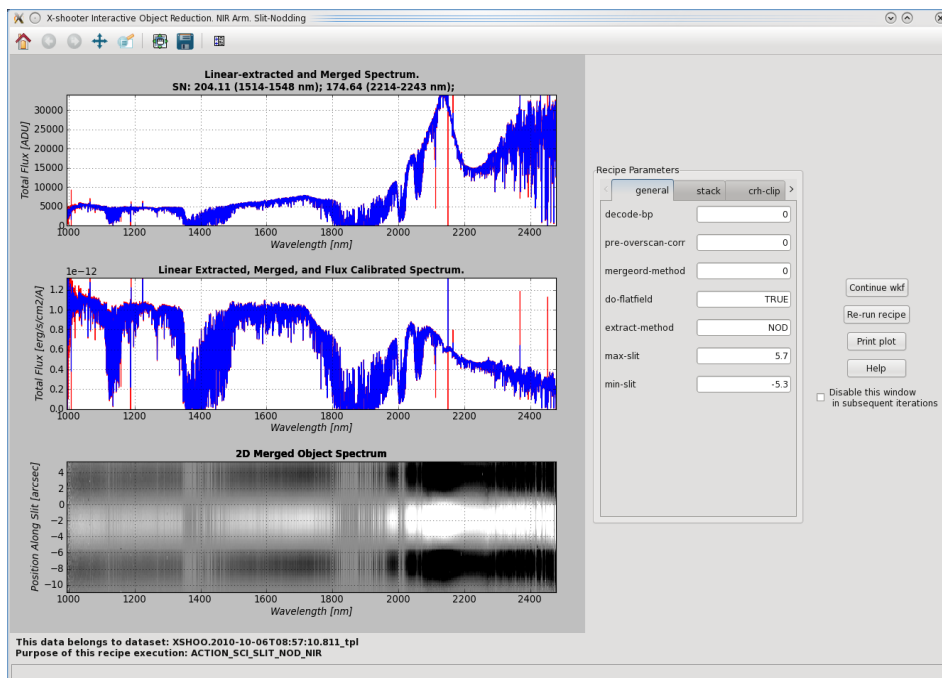 X-shooter Interactive Object Reduction. NIR Arm. Slit-Nodding
Linear-extracted and Merged Spectrum.
SN: 204.11 (1514-1548 nm); 174.64 (2214-2243 nm);
Total Flux [ADU]
30000
25000
20000
15000
10000
5000
0
1000 1200 1400 1600 1800 2000 2200 2400
Wavelength [nm]
1e-12
Linear Extracted, Merged, and Flux Calibrated Spectrum.
Total Flux [erg/s/cm2/A]
1.2
1.0
0.8
0.6
0.4
0.2
0.0
1000 1200 1400 1600 1800 2000 2200 2400
Wavelength [nm]
2D Merged Object Spectrum
Position Along Slit [arcsec]
4
2
0
−2
−4
−6
−8
−10
1000 1200 1400 1600 1800 2000 2200 2400
Wavelength [nm]
Recipe Parameters
general stack crh-clip
decode-bp 0
pre-overscan-corr 0
mergeord-method 0
do-flatfield TRUE
extract-method NOD
max-slit 5.7
min-slit -5.3
Continue wkf
Re-run recipe
Print plot
Help
Disable this window
in subsequent iterations
This data belongs to dataset: XSHOO.2010-10-06T08:57:10.811_tpl
Purpose of this recipe execution: ACTION_SCI_SLIT_NOD_NIR